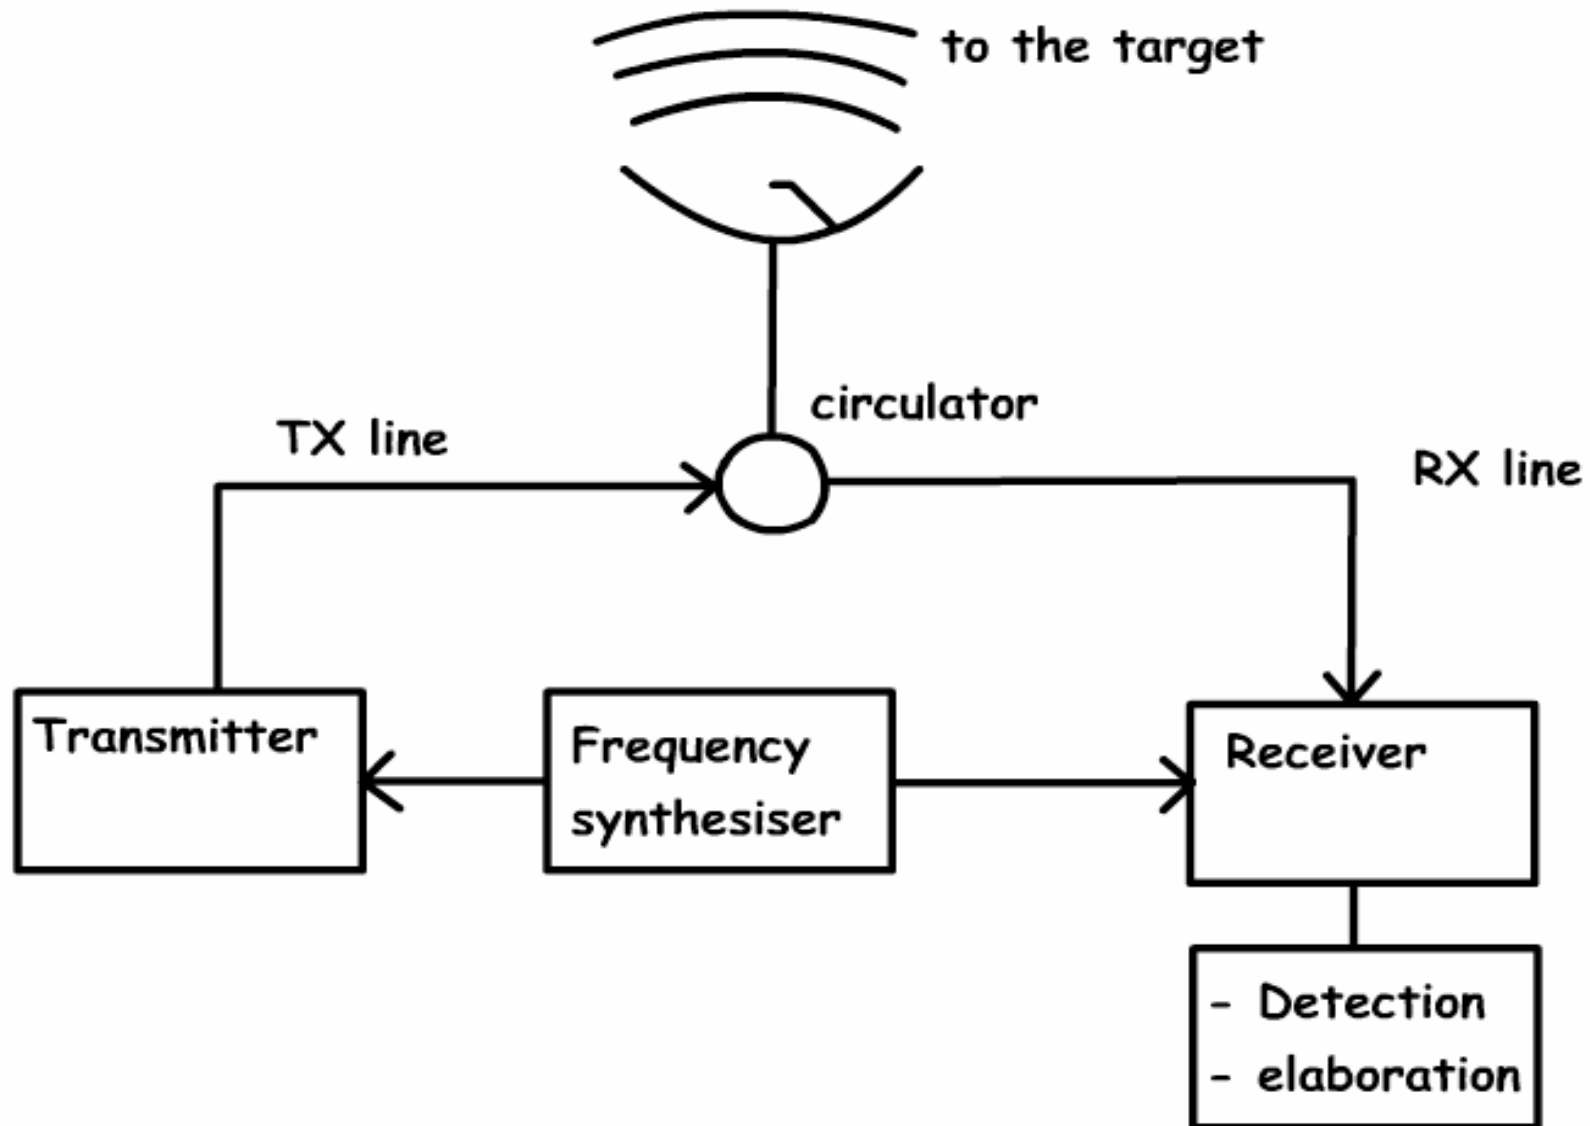 to the target
circulator
TX line
RX line
Transmitter
Frequency
synthesiser
Receiver
- Detection
- elaboration